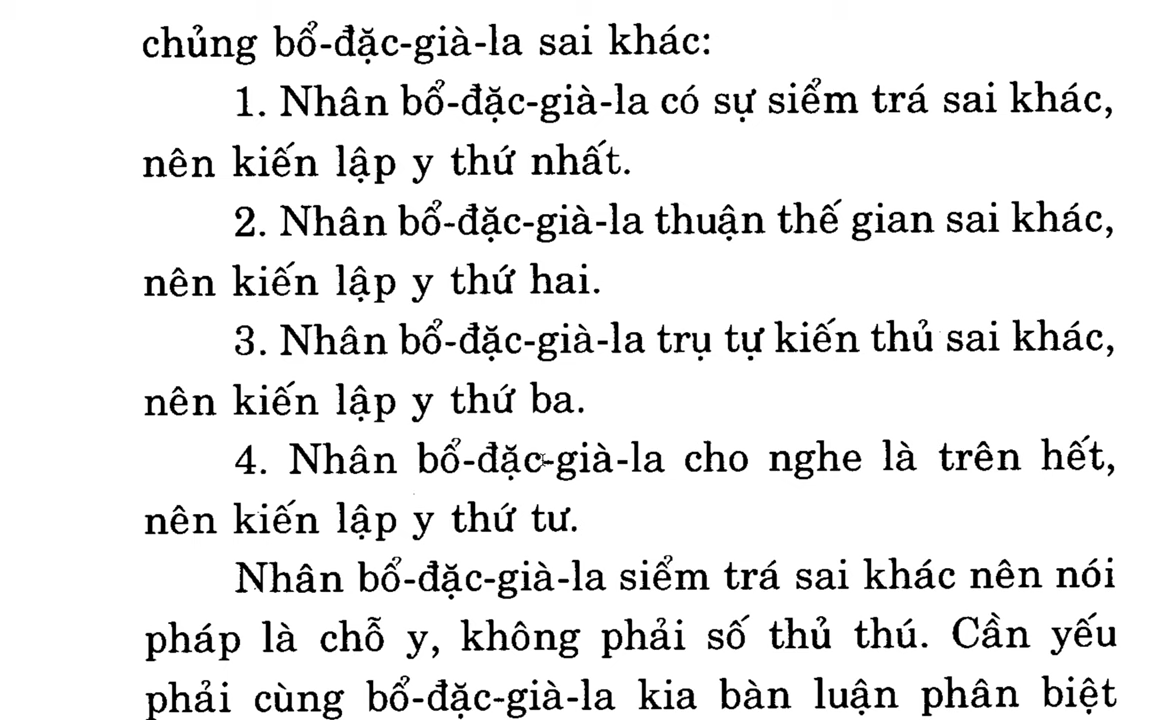 chủng bổ-đặc-già-la sai khác:
1. Nhân bổ-đặc-già-la có sự siểm trá sai khác,
nên kiến lập y thứ nhất.
2. Nhân bổ-đặc-già-la thuận thế gian sai khác,
nên kiến lập y thứ hai.
3. Nhân bổ-đặc-già-la trụ tự kiến thủ sai khác,
nên kiến lập y thứ ba.
4. Nhân bổ-đặc-già-la cho nghe là trên hết,
nên kiến lập y thứ tư.
Nhân bổ-đặc-già-la siểm trá sai khác nên nói
pháp là chỗ y, không phải số thủ thú. Cần yếu
phải cùng bổ-đặc-già-la kia bàn luận phân biệt